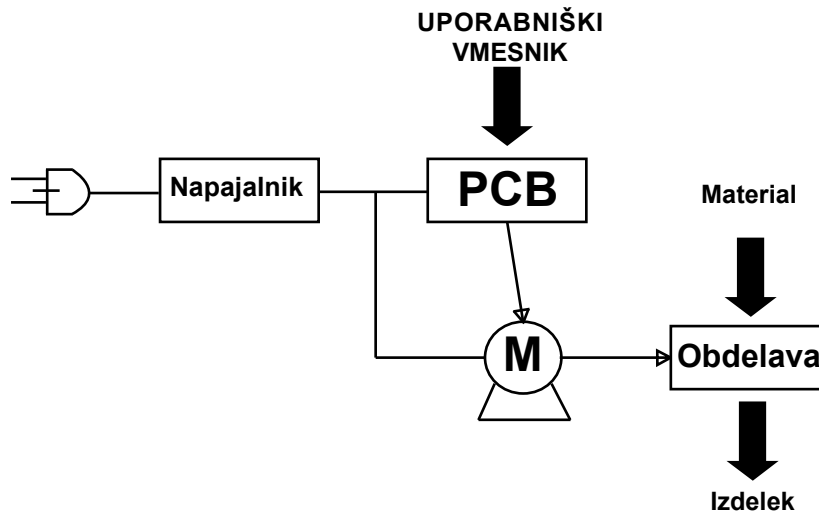 UPORABNIŠKI
VMESNIK
Napajalnik
PCB
Material
M
Obdelava
Izdelek